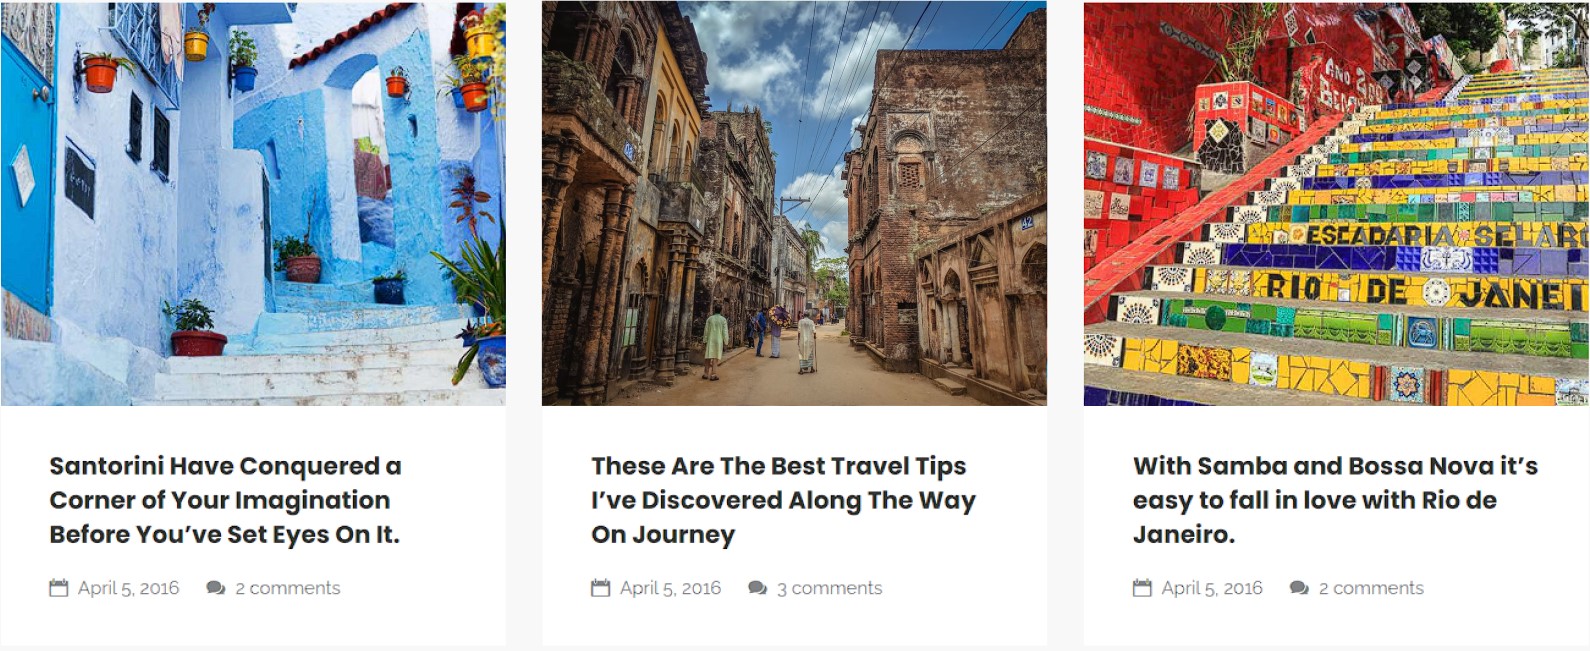 ESCADARIA SELAR
RIO DE JANEI
42
Santorini Have Conquered a
Corner of Your Imagination
Before You’ve Set Eyes On It.
April 5, 2016 2 comments
These Are The Best Travel Tips
I’ve Discovered Along The Way
On Journey
April 5, 2016 3 comments
With Samba and Bossa Nova it’s
easy to fall in love with Rio de
Janeiro.
April 5, 2016 2 comments